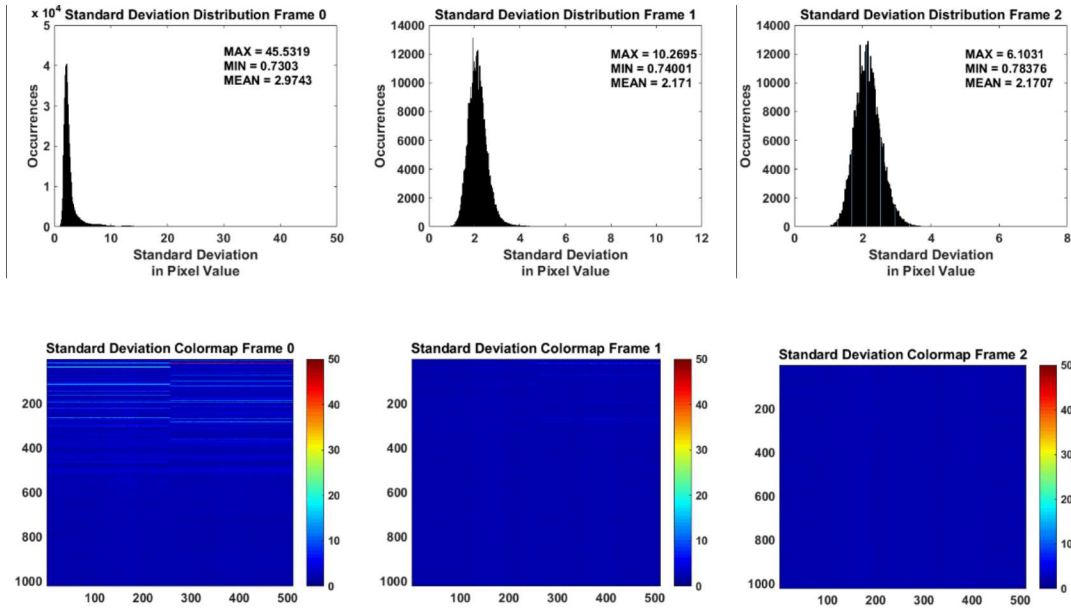 Standard Deviation Distribution Frame 0
x 10^4
5
4
3
2
1
0
Occurrences
MAX = 45.5319
MIN = 0.7303
MEAN = 2.9743
0 10 20 30 40 50
Standard Deviation
in Pixel Value
Standard Deviation Distribution Frame 1
14000
12000
10000
8000
6000
4000
2000
0
Occurrences
MAX = 10.2695
MIN = 0.74001
MEAN = 2.171
0 2 4 6 8 10 12
Standard Deviation
in Pixel Value
Standard Deviation Distribution Frame 2
14000
12000
10000
8000
6000
4000
2000
0
Occurrences
MAX = 6.1031
MIN = 0.78376
MEAN = 2.1707
0 2 4 6 8
Standard Deviation
in Pixel Value
Standard Deviation Colormap Frame 0
200
400
600
800
1000
100 200 300 400 500
50
40
30
20
10
0
Standard Deviation Colormap Frame 1
200
400
600
800
1000
100 200 300 400 500
50
40
30
20
10
0
Standard Deviation Colormap Frame 2
200
400
600
800
1000
100 200 300 400 500
50
40
30
20
10
0